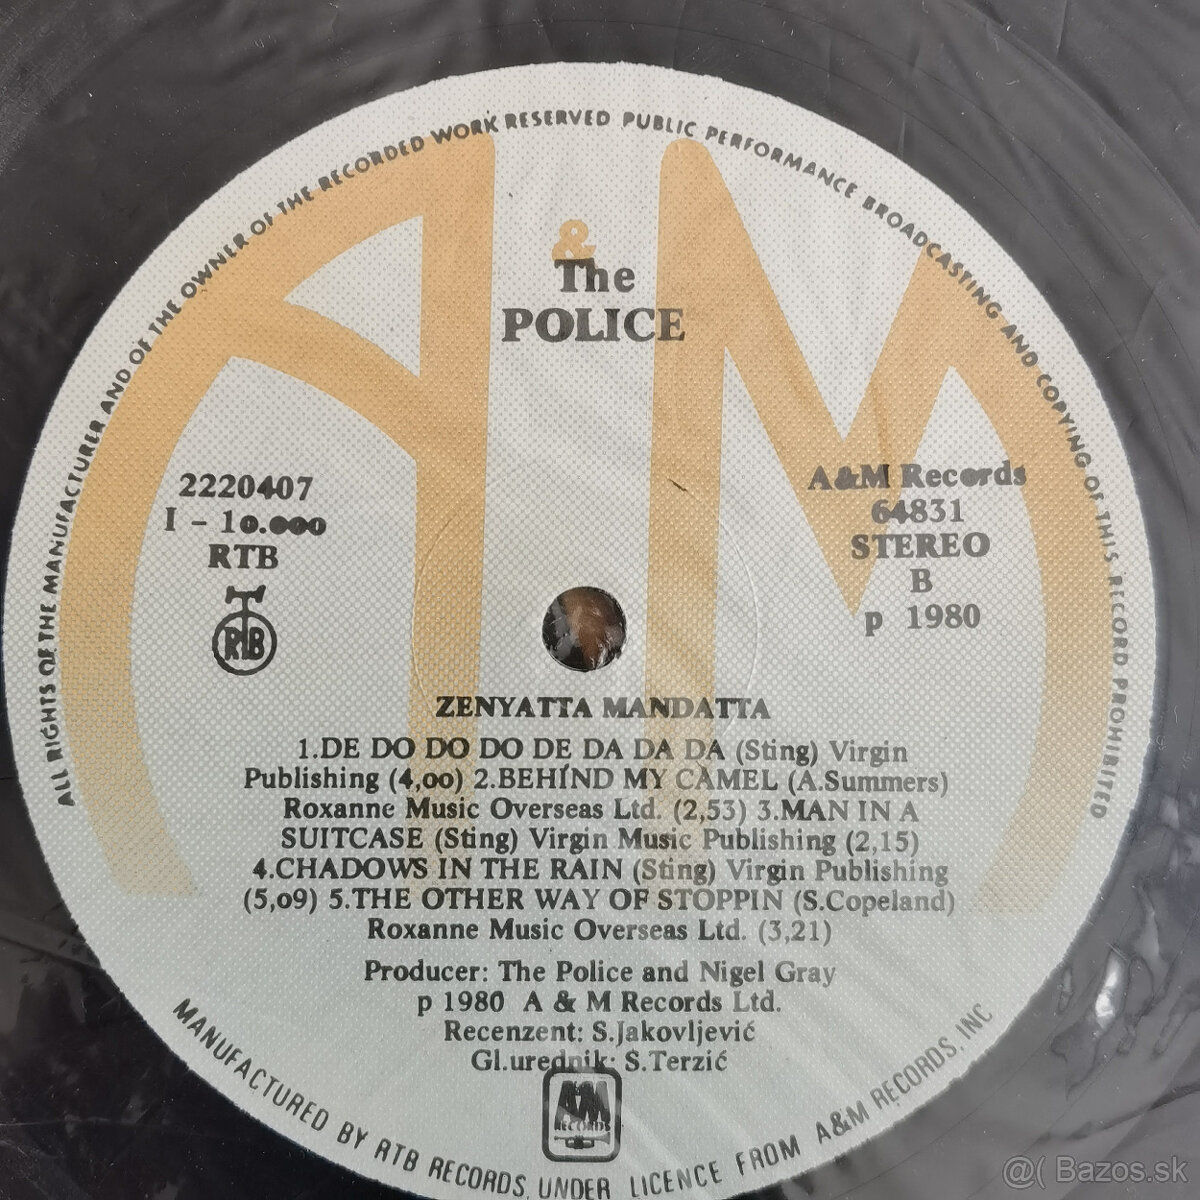 ALL RIGHTS OF THE MANUFACTURER AND OF THE OWNER OF THE RECORDED WORK RESERVED PUBLIC PERFORMANCE BROADCASTING AND COPYING OF THIS RECORD PROHIBITED
&
The
POLICE
2220407
I - 10.000
RTB
RTB
A&M Records
64831
STEREO
B
p 1980
ZENYATTA MANDATTA
1.DE DO DO DO DE DA DA DA (Sting) Virgin
Publishing (4,oo) 2.BEHIND MY CAMEL (A.Summers)
Roxanne Music Overseas Ltd. (2,53) 3.MAN IN A
SUITCASE (Sting) Virgin Music Publishing (2,15)
4.CHADOWS IN THE RAIN (Sting) Virgin Publishing
(5,o9) 5.THE OTHER WAY OF STOPPIN (S.Copeland)
Roxanne Music Overseas Ltd. (3,21)
Producer: The Police and Nigel Gray
p 1980 A & M Records Ltd.
Recenzent: S.Jakovljević
Gl.urednik: S.Terzić
A&M
RECORDS
MANUFACTURED BY RTB RECORDS, UNDER LICENCE FROM A&M RECORDS, INC
@( Bazos.sk